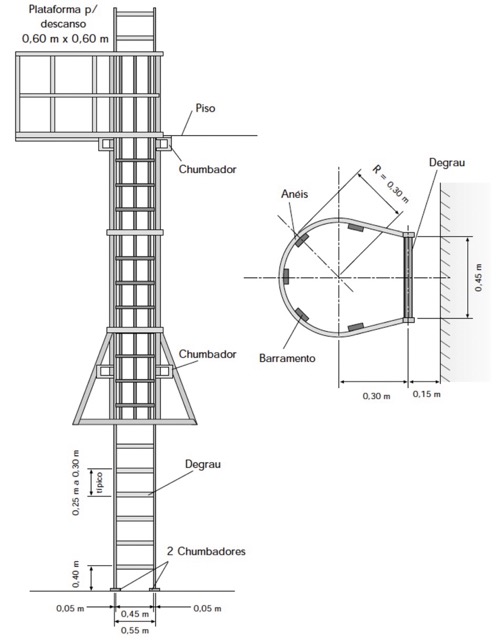 Plataforma p/
descanso
0,60 m x 0,60 m
Piso
Chumbador
Chumbador
Degrau
0,25 m a 0,30 m
típico
2 Chumbadores
0,40 m
0,05 m
0,45 m
0,05 m
0,55 m
Anéis
R = 0,30 m
Degrau
0,45 m
Barramento
0,30 m
0,15 m